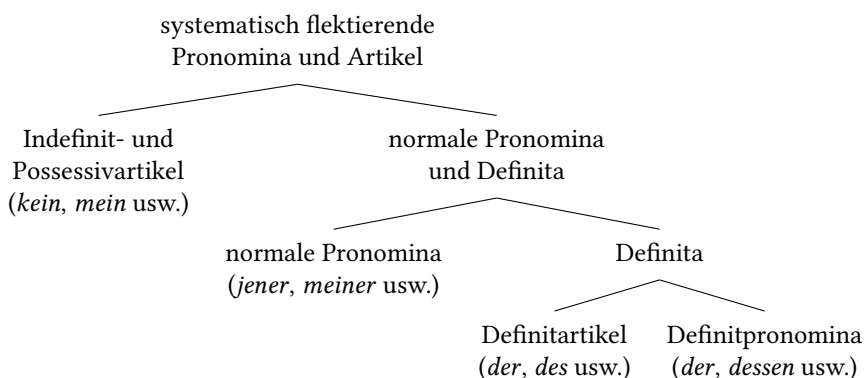 systematisch flektierende
Pronomina und Artikel
Indefinit- und
Possessivartikel
(kein, mein usw.)
normale Pronomina
und Definita
normale Pronomina
(jener, meiner usw.)
Definita
Definitartikel
(der, des usw.)
Definitpronomina
(der, dessen usw.)